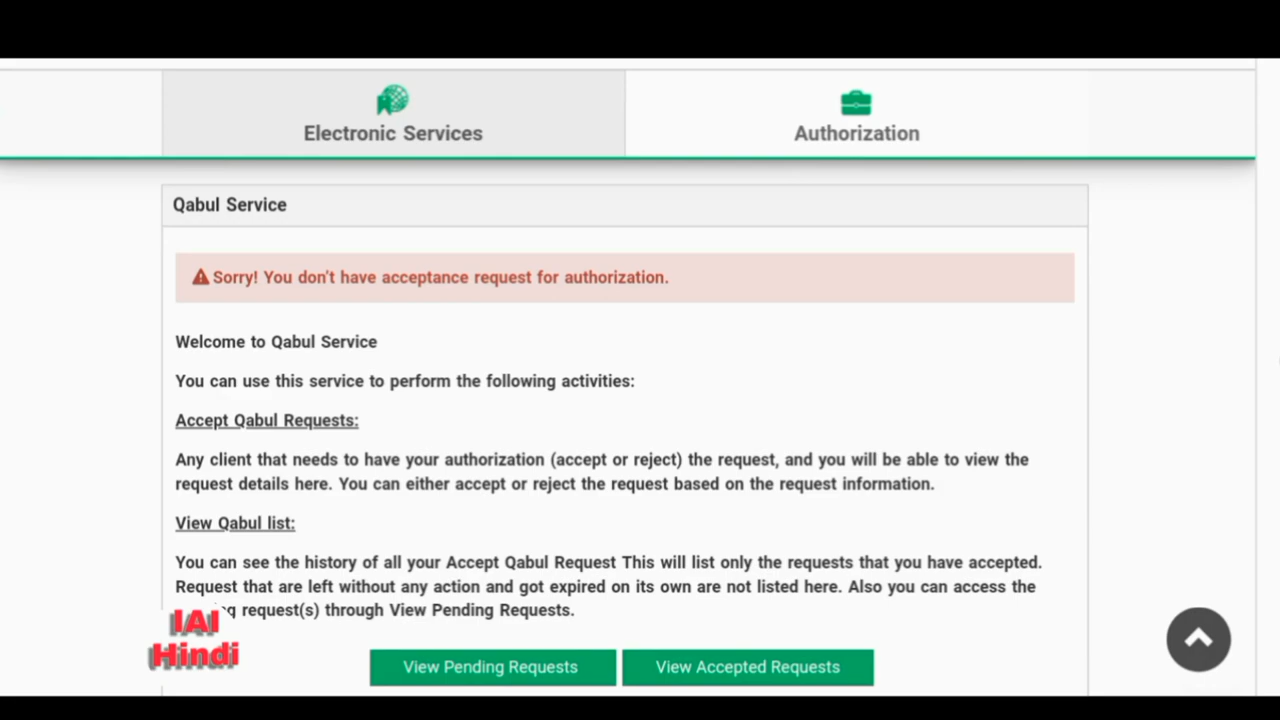 Electronic Services
Authorization
Qabul Service
Sorry! You don't have acceptance request for authorization.
Welcome to Qabul Service
You can use this service to perform the following activities:
Accept Qabul Requests:
Any client that needs to have your authorization (accept or reject) the request, and you will be able to view the
request details here. You can either accept or reject the request based on the request information.
View Qabul list:
You can see the history of all your Accept Qabul Request This will list only the requests that you have accepted.
Request that are left without any action and got expired on its own are not listed here. Also you can access the
request(s) through View Pending Requests.
IAI
Hindi
View Pending Requests
View Accepted Requests